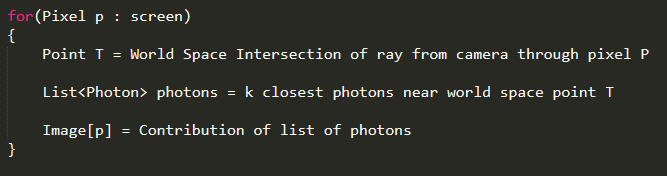 for(Pixel p : screen)
{
Point T = World Space Intersection of ray from camera through pixel P
List<Photon> photons = k closest photons near world space point T
Image[p] = Contribution of list of photons
}